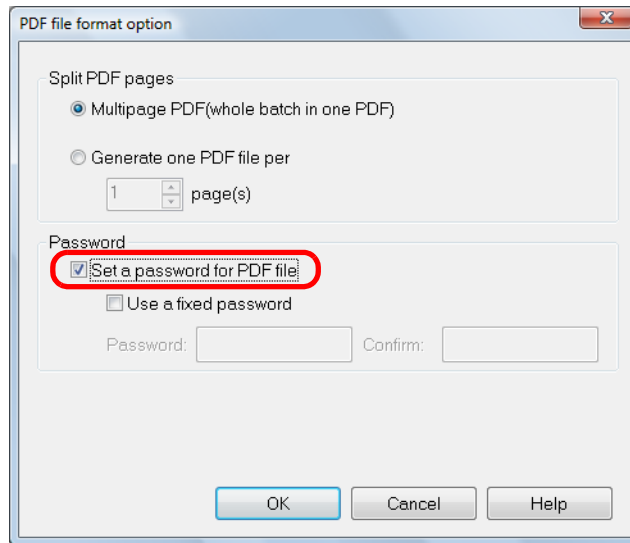 PDF file format option
Split PDF pages
Multipage PDF(whole batch in one PDF)
Generate one PDF file per
1 page(s)
Password
Set a password for PDF file
Use a fixed password
Password: Confirm:
OK Cancel Help